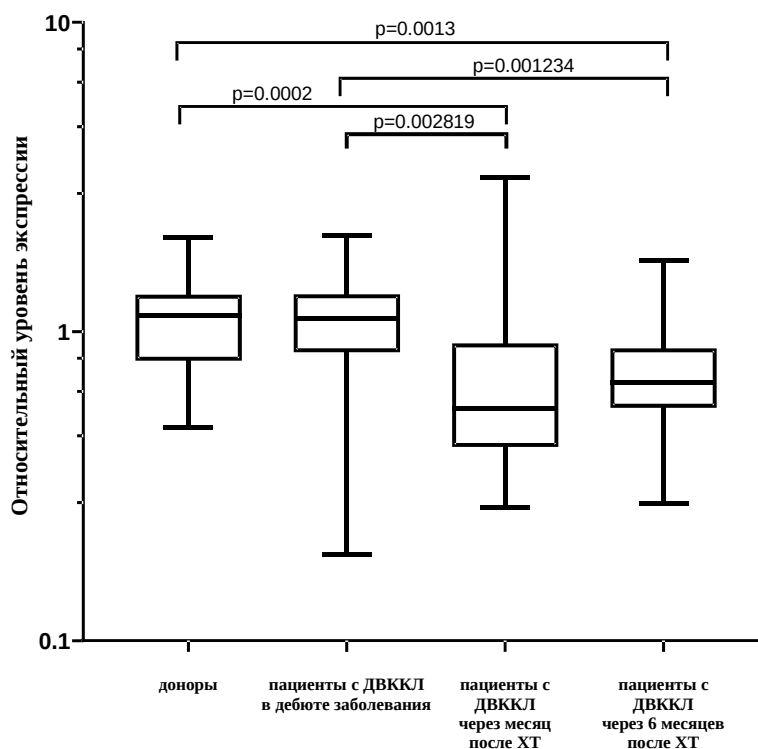 10
p=0.0013
p=0.001234
p=0.0002
p=0.002819
Относительный уровень экспрессии
1
0.1
доноры
пациенты с ДВККЛ
в дебюте заболевания
пациенты с
ДВККЛ
через месяц
после ХТ
пациенты с
ДВККЛ
через 6 месяцев
после ХТ